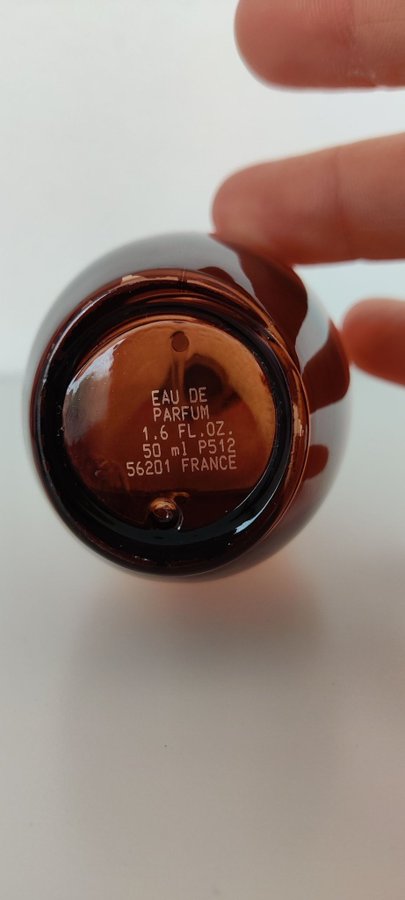 EAU DE
PARFUM
1.6 FL.OZ.
50 ml P512
56201 FRANCE